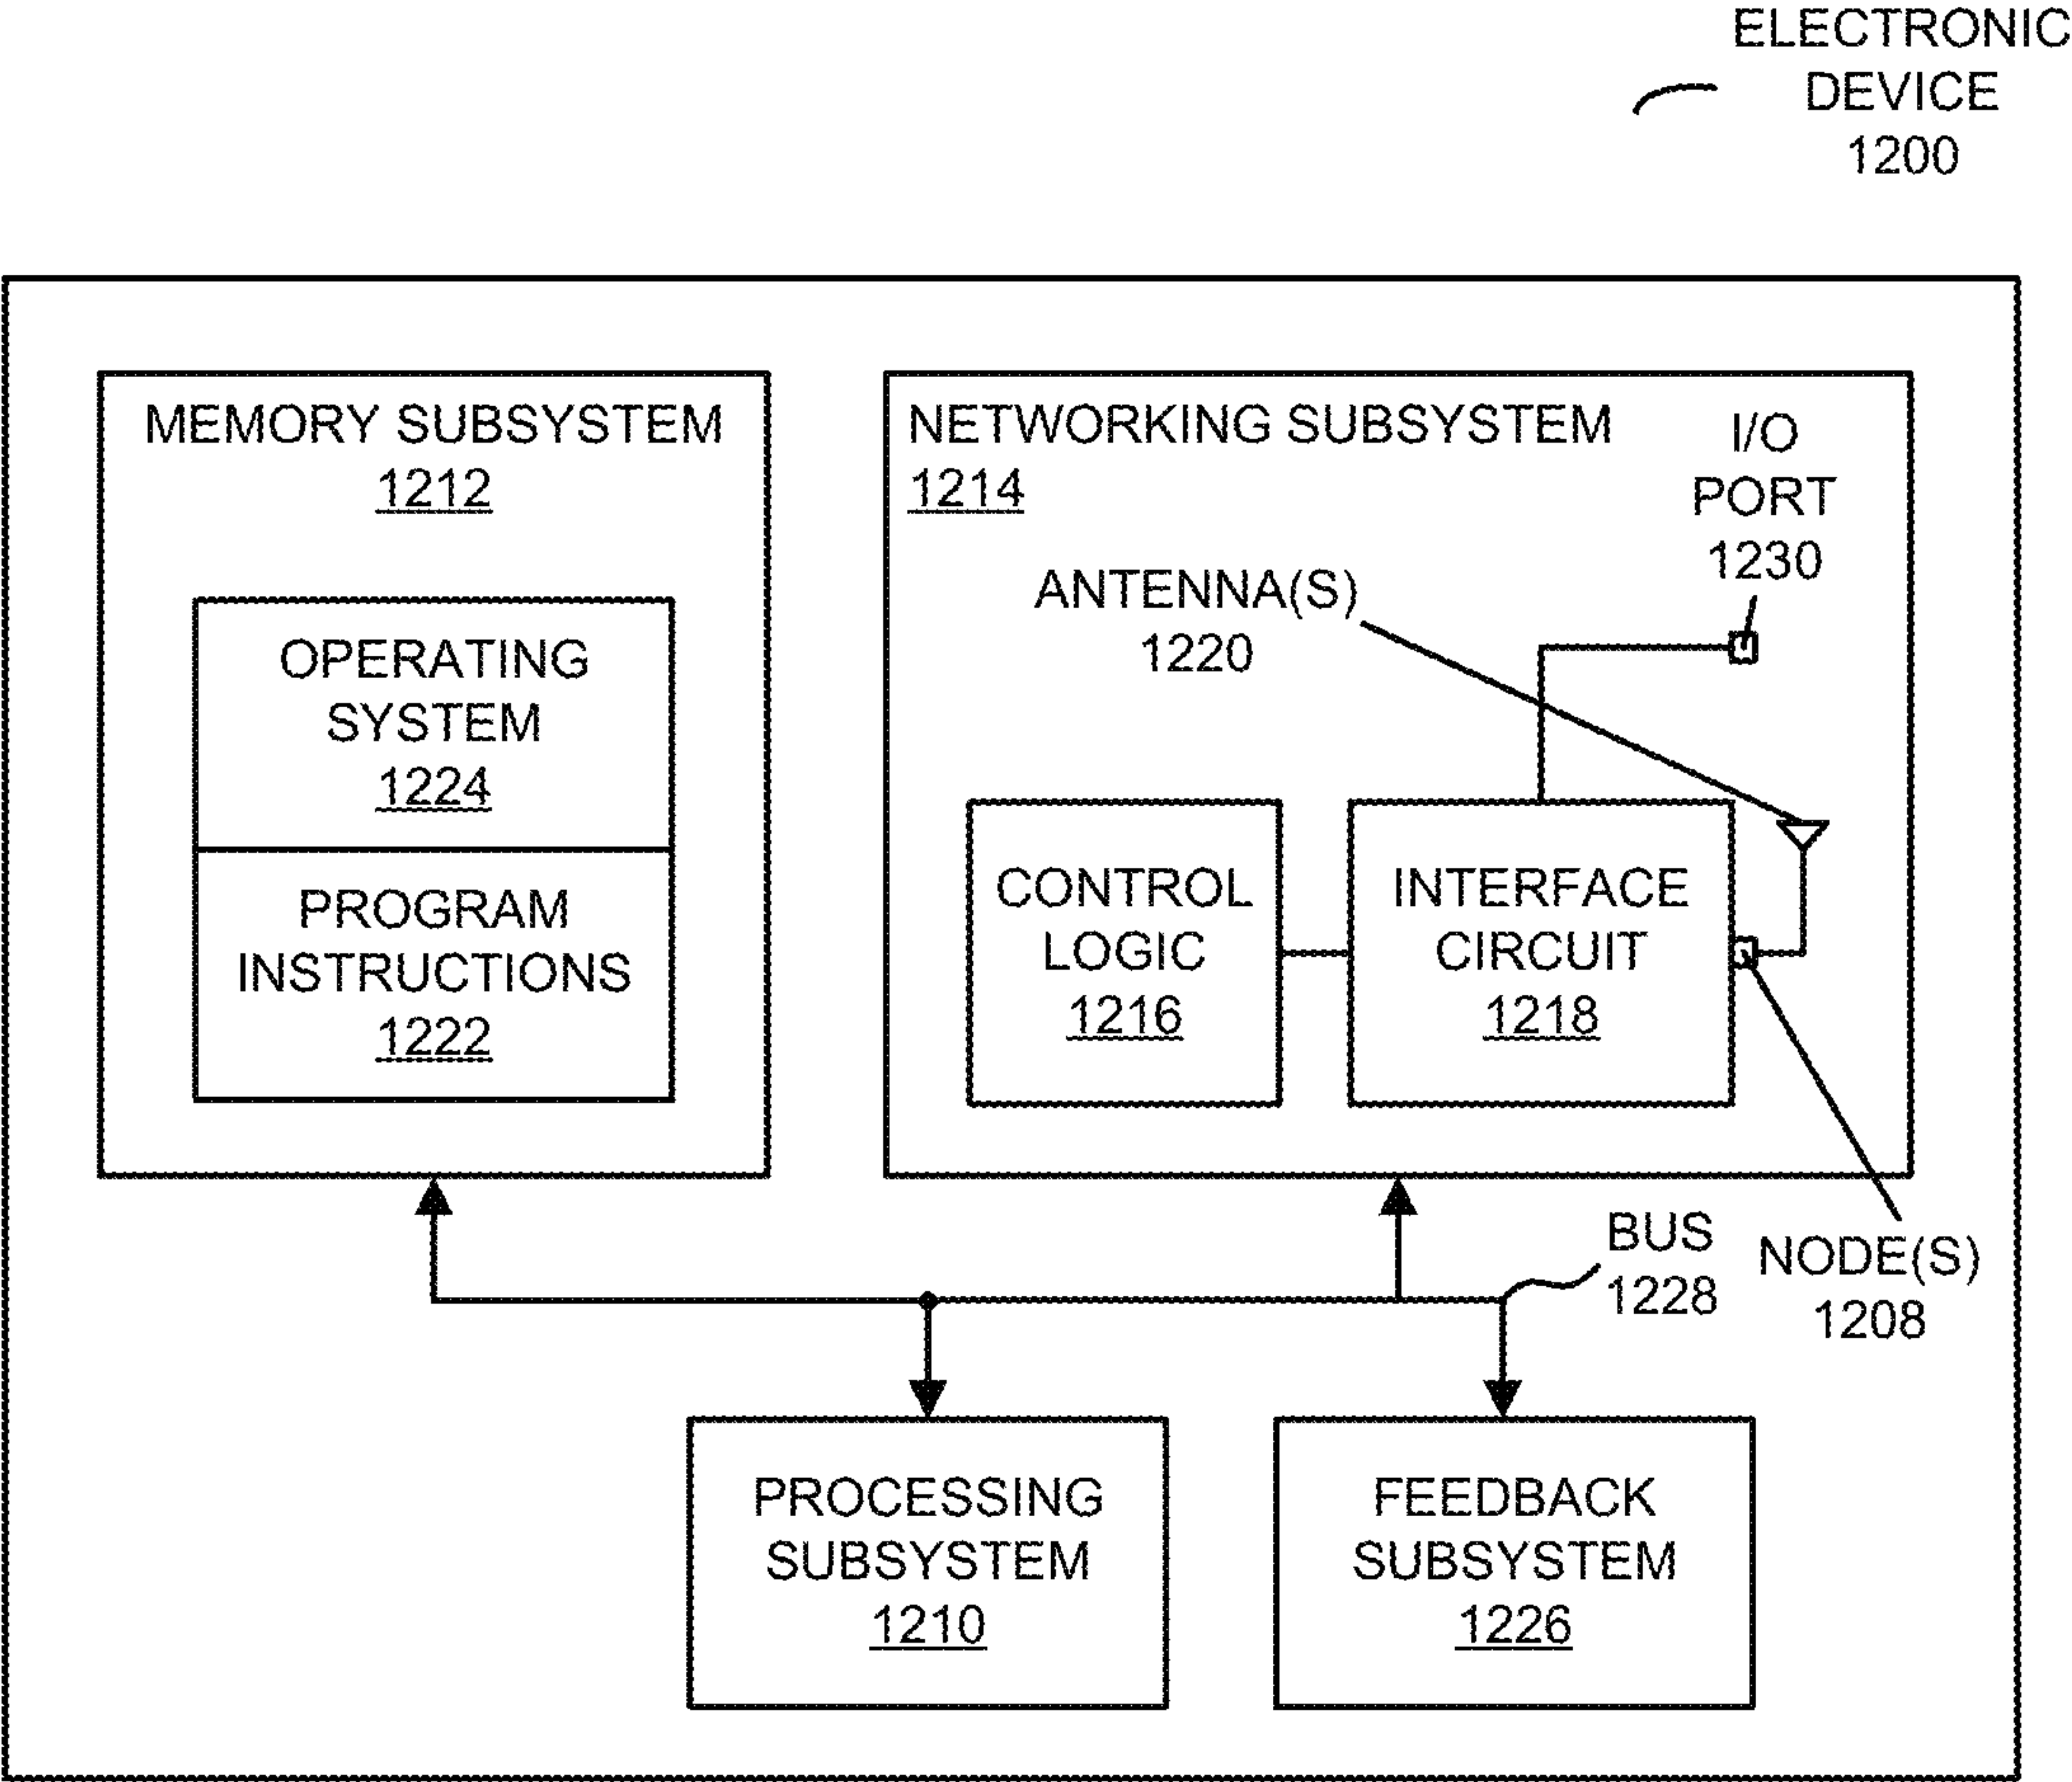 ELECTRONIC
DEVICE
1200
MEMORY SUBSYSTEM
1212
OPERATING
SYSTEM
1224
PROGRAM
INSTRUCTIONS
1222
NETWORKING SUBSYSTEM
1214
I/O
PORT
1230
ANTENNA(S)
1220
CONTROL
LOGIC
1216
INTERFACE
CIRCUIT
1218
BUS
1228
NODE(S)
1208
PROCESSING
SUBSYSTEM
1210
FEEDBACK
SUBSYSTEM
1226